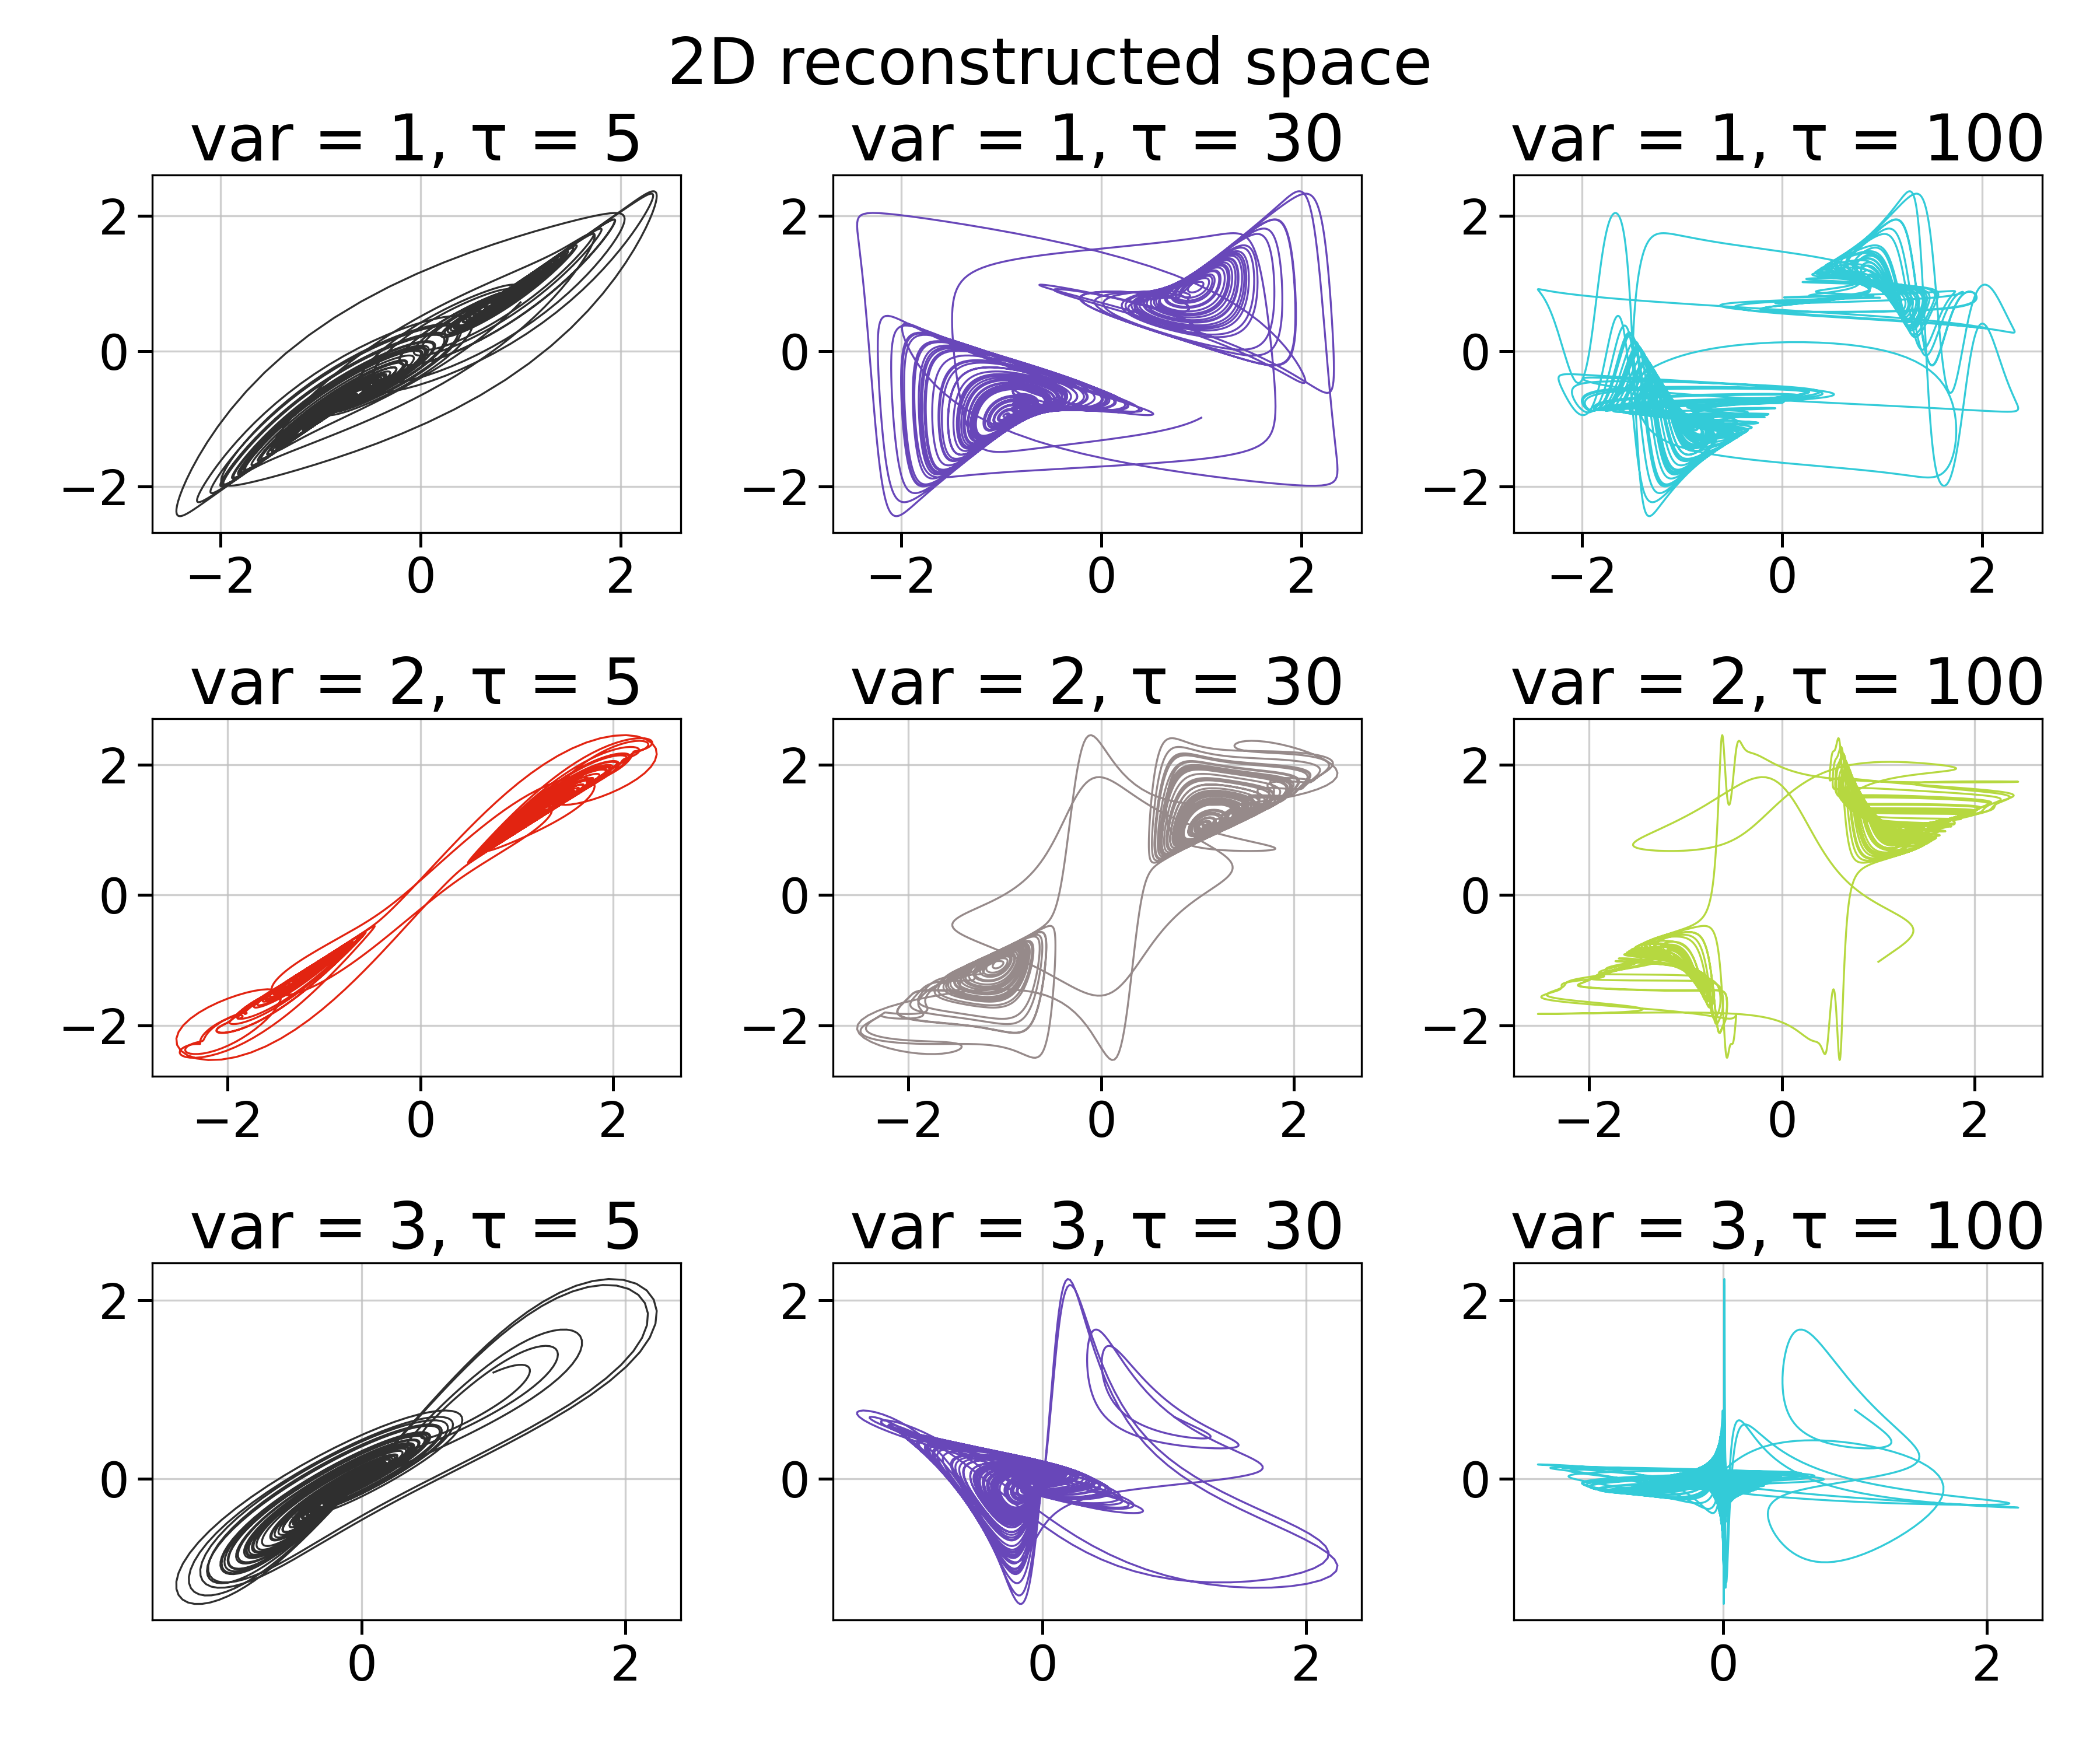 2D reconstructed space
var = 1, τ = 5
var = 1, τ = 30
var = 1, τ = 100
2
0
−2
−2 0 2
2
0
−2
−2 0 2
2
0
−2
−2 0 2
var = 2, τ = 5
var = 2, τ = 30
var = 2, τ = 100
2
0
−2
−2 0 2
2
0
−2
−2 0 2
2
0
−2
−2 0 2
var = 3, τ = 5
var = 3, τ = 30
var = 3, τ = 100
2
0
0 2
2
0
0 2
2
0
0 2